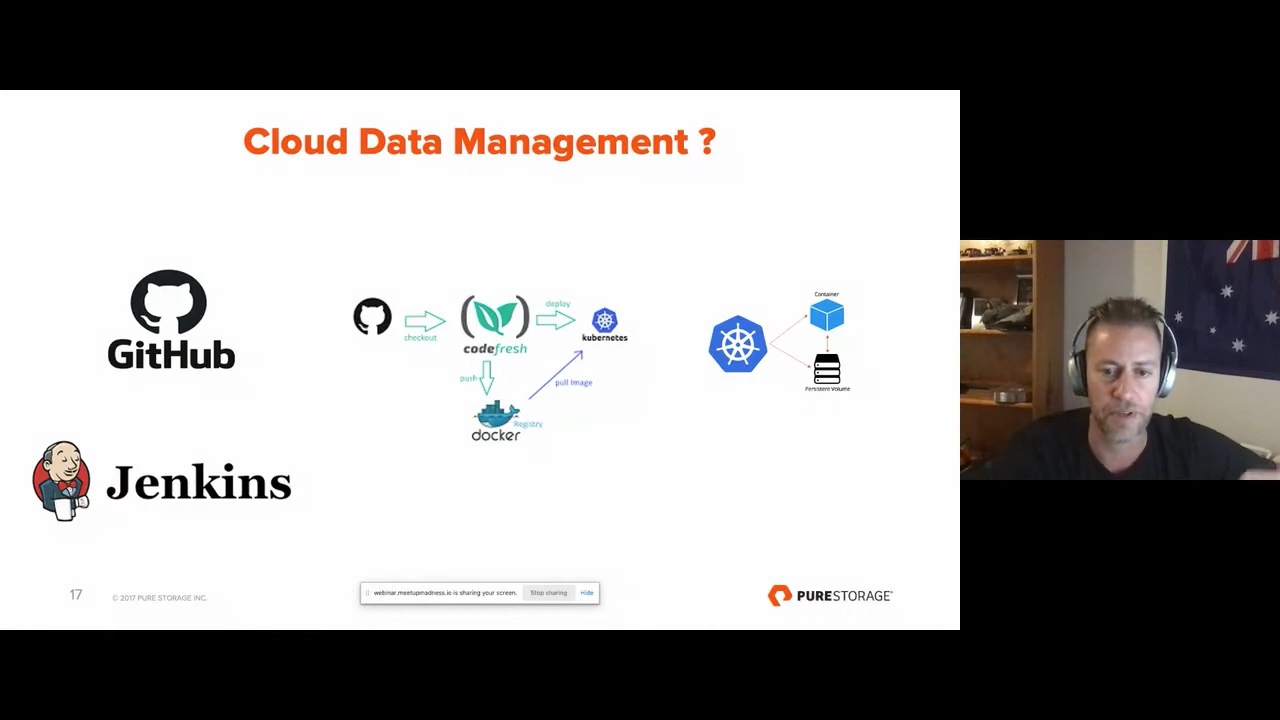 Cloud Data Management ?
GitHub
Jenkins
checkout
codefresh
deploy
kubernetes
push
pull Image
Registry
docker
Container
Persistent Volume
17
© 2017 PURE STORAGE INC.
webinar.meetupmadness.io is sharing your screen.
Stop sharing
Hide
PURESTORAGE®